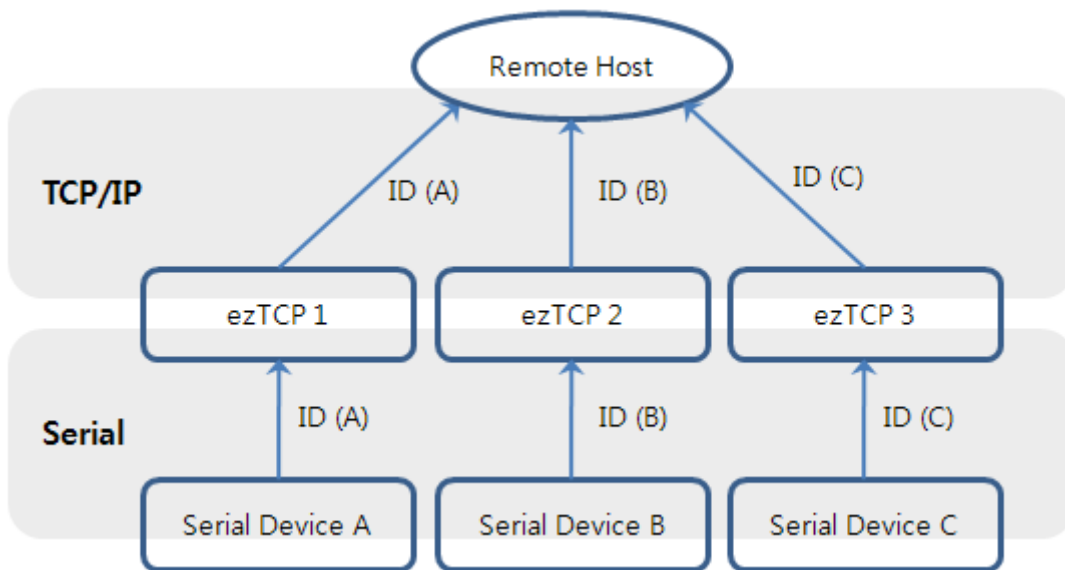 Remote Host
TCP/IP
ID (A)
ID (B)
ID (C)
ezTCP 1
ezTCP 2
ezTCP 3
Serial
ID (A)
ID (B)
ID (C)
Serial Device A
Serial Device B
Serial Device C